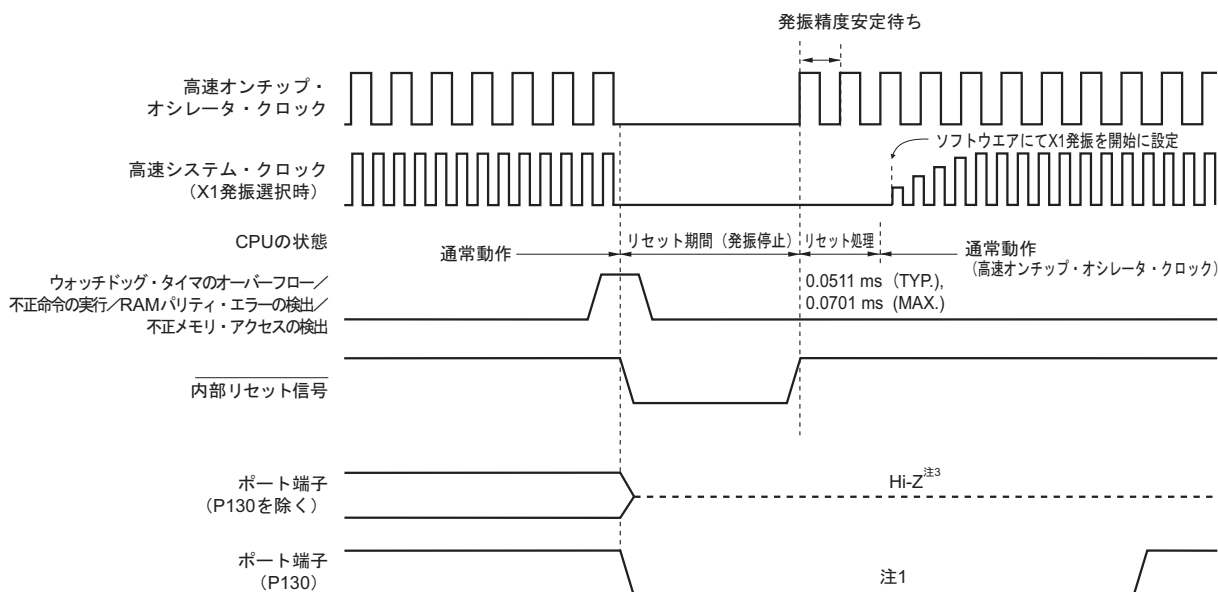 発振精度安定待ち
高速オンチップ・
オシレータ・クロック
ソフトウエアにてX1発振を開始に設定
高速システム・クロック
(X1発振選択時)
CPUの状態
通常動作
リセット期間(発振停止)
リセット処理
通常動作
(高速オンチップ・オシレータ・クロック)
0.0511 ms (TYP.),
0.0701 ms (MAX.)
ウォッチドッグ・タイマのオーバーフロー/
不正命令の実行/RAMパリティ・エラーの検出/
不正メモリ・アクセスの検出
内部リセット信号
ポート端子
(P130を除く)
Hi-Z注3
ポート端子
(P130)
注1